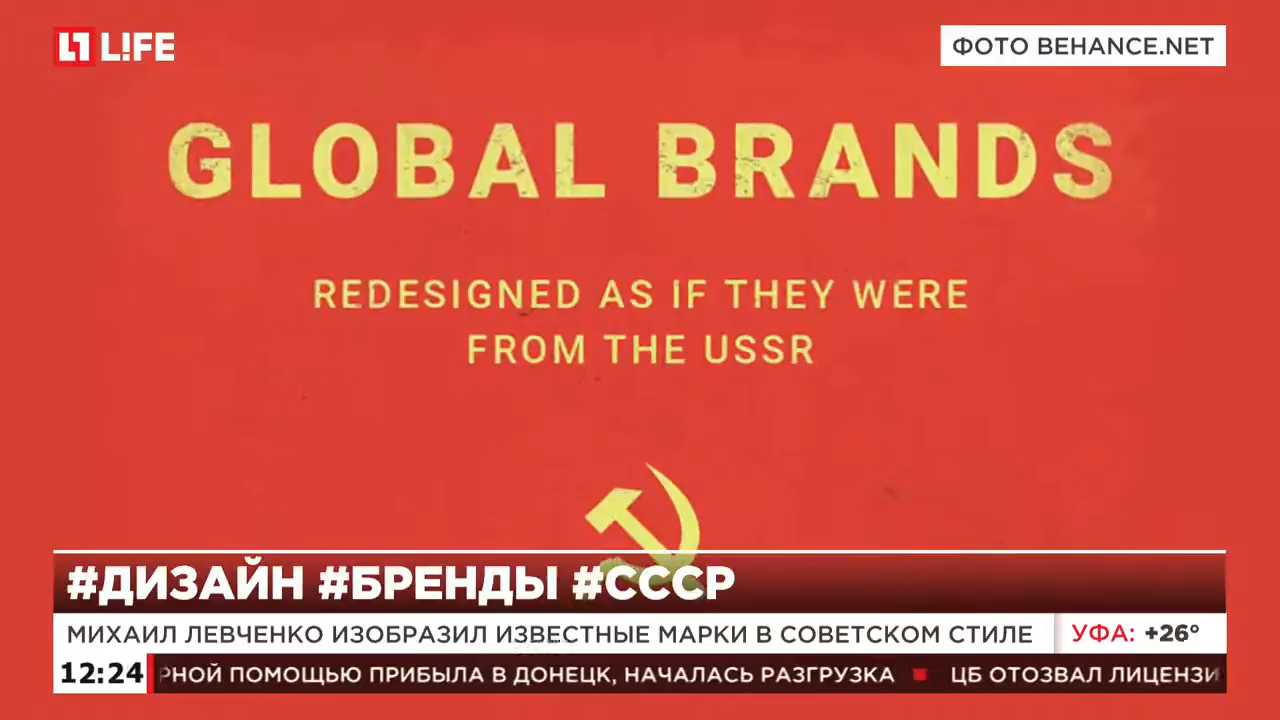 L!FE
ФОТО BEHANCE.NET
GLOBAL BRANDS
REDESIGNED AS IF THEY WERE
FROM THE USSR
#ДИЗАЙН #БРЕНДЫ #СССР
МИХАИЛ ЛЕВЧЕНКО ИЗОБРАЗИЛ ИЗВЕСТНЫЕ МАРКИ В СОВЕТСКОМ СТИЛЕ
УФА: +26°
12:24
РНОЙ ПОМОЩЬЮ ПРИБЫЛА В ДОНЕЦК, НАЧАЛАСЬ РАЗГРУЗКА ЦБ ОТОЗВАЛ ЛИЦЕНЗИ